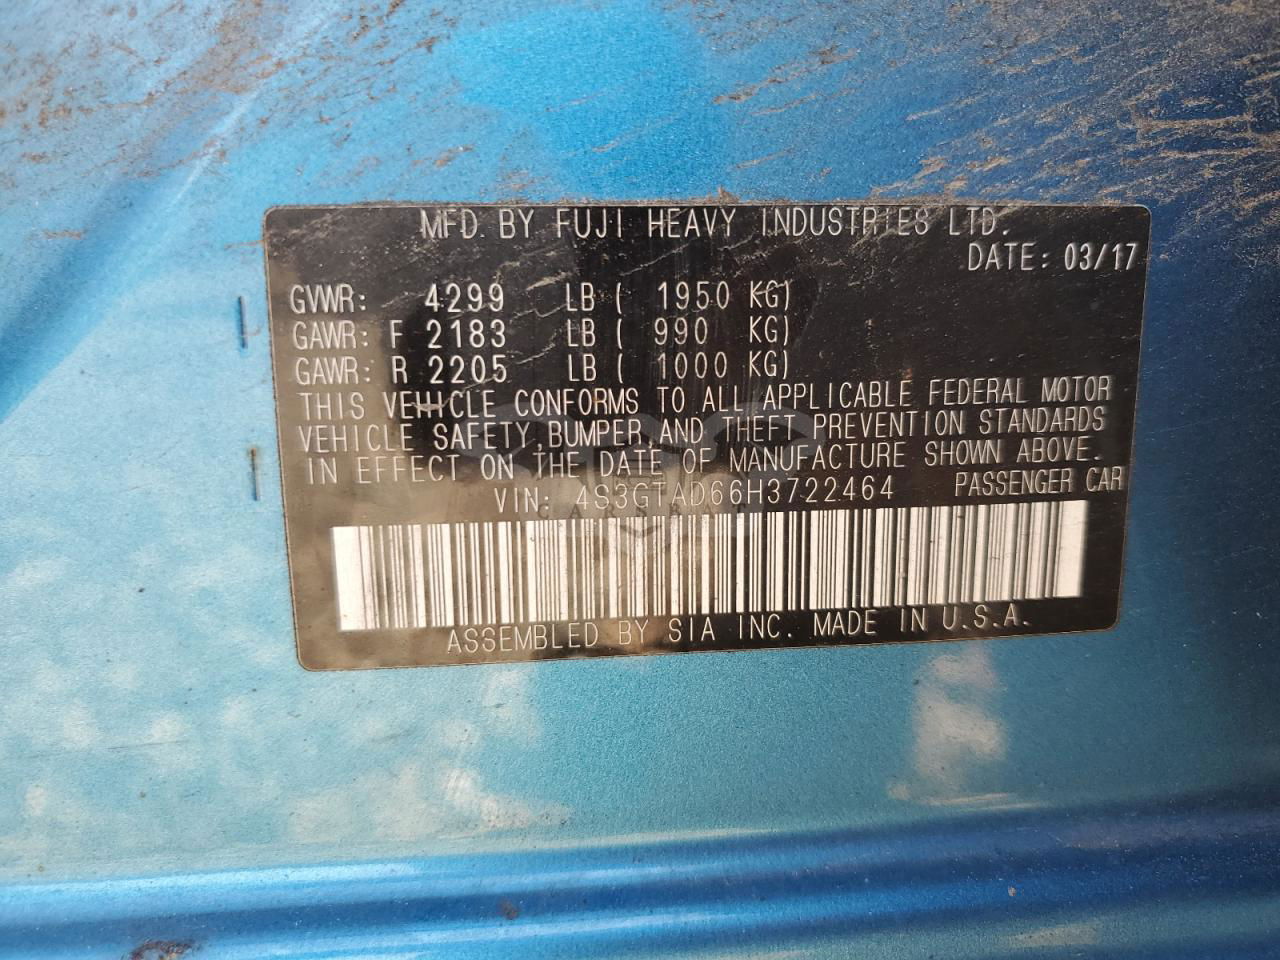 MFD. BY FUJI HEAVY INDUSTRIES LTD.
DATE: 03/17
GVWR: 4299 LB ( 1950 KG)
GAWR: F 2183 LB ( 990 KG)
GAWR: R 2205 LB ( 1000 KG)
THIS VEHICLE CONFORMS TO ALL APPLICABLE FEDERAL MOTOR
VEHICLE SAFETY, BUMPER, AND THEFT PREVENTION STANDARDS
IN EFFECT ON THE DATE OF MANUFACTURE SHOWN ABOVE.
VIN: 4S3GTAD66H3722464 PASSENGER CAR
ASSEMBLED BY SIA INC. MADE IN U.S.A.